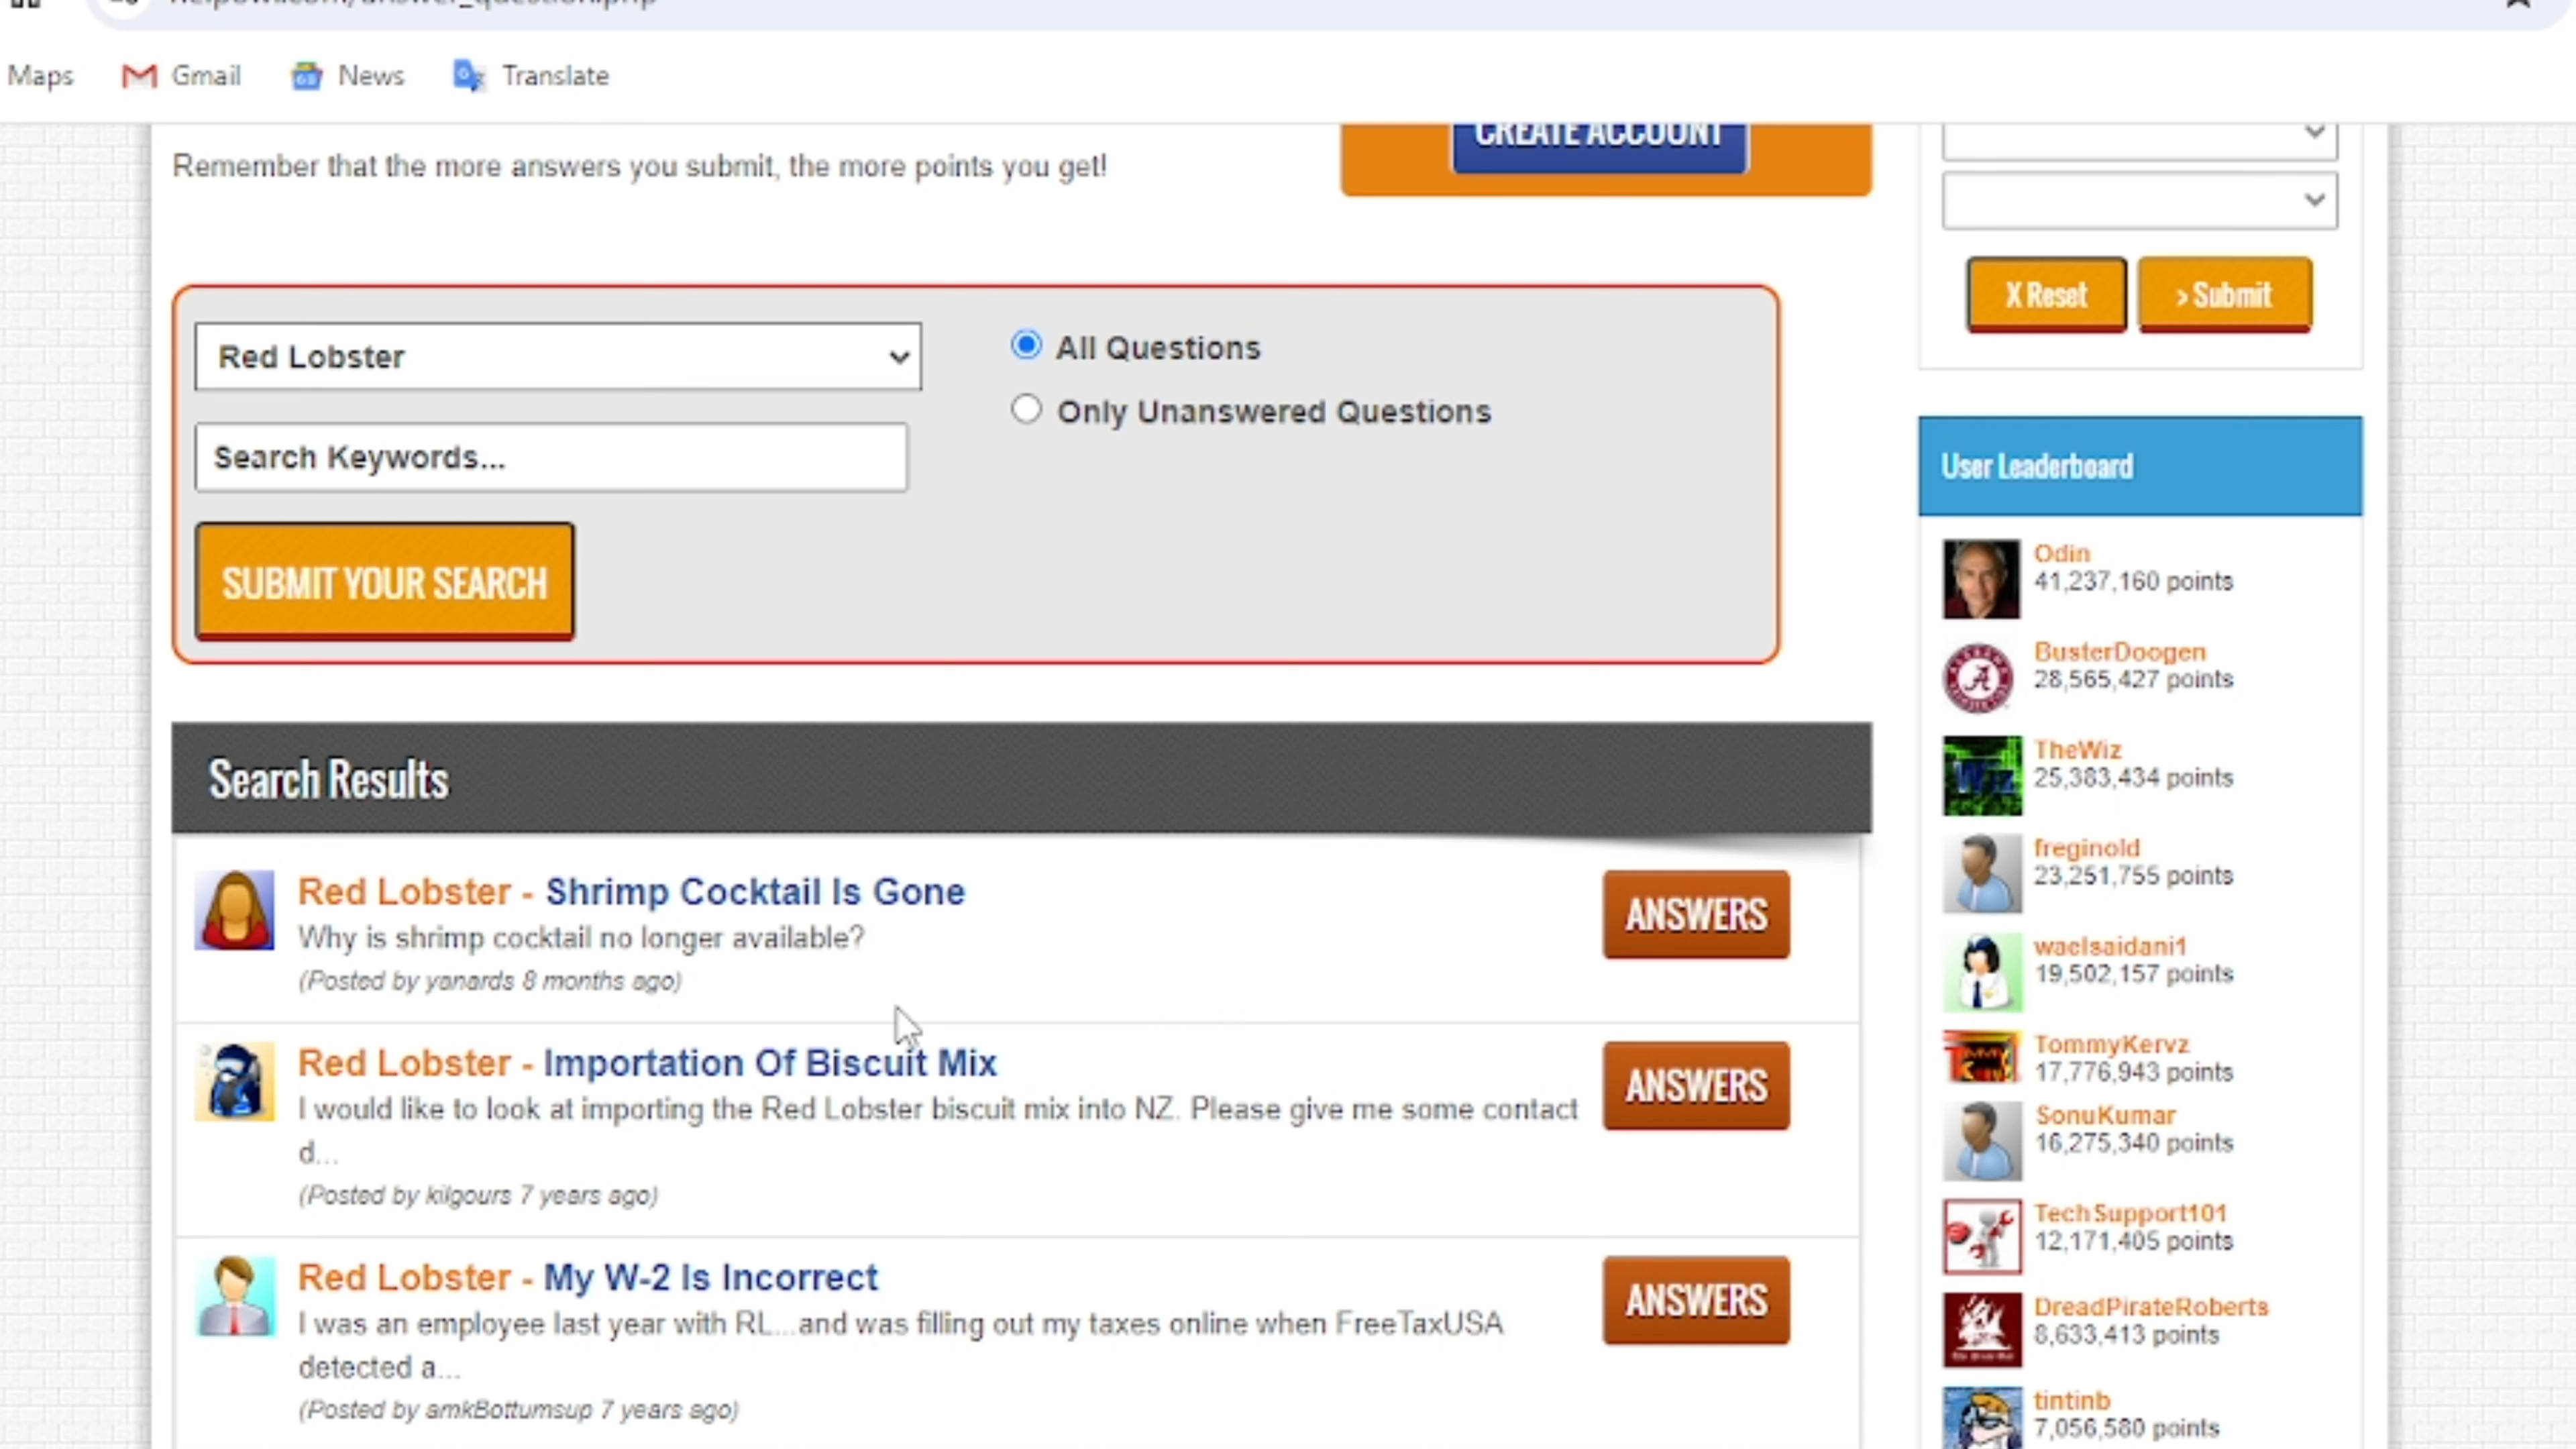 Maps Gmail News Translate
CREATE ACCOUNT
Remember that the more answers you submit, the more points you get!
Red Lobster
All Questions
Only Unanswered Questions
Search Keywords...
SUBMIT YOUR SEARCH
Search Results
Red Lobster - Shrimp Cocktail Is Gone
Why is shrimp cocktail no longer available?
(Posted by yanards 8 months ago)
ANSWERS
Red Lobster - Importation Of Biscuit Mix
I would like to look at importing the Red Lobster biscuit mix into NZ. Please give me some contact
d...
(Posted by kilgours 7 years ago)
ANSWERS
Red Lobster - My W-2 Is Incorrect
I was an employee last year with RL...and was filling out my taxes online when FreeTaxUSA
detected a...
(Posted by amkBottumsup 7 years ago)
ANSWERS
X Reset > Submit
User Leaderboard
Odin
41,237,160 points
BusterDoogen
28,565,427 points
TheWiz
25,383,434 points
freginold
23,251,755 points
waelsaidani1
19,502,157 points
TommyKervz
17,776,943 points
SonuKumar
16,275,340 points
TechSupport101
12,171,405 points
DreadPirateRoberts
8,633,413 points
tintinb
7,056,580 points